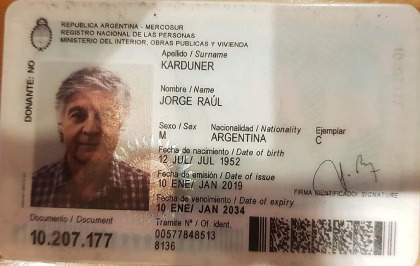 REPUBLICA ARGENTINA - MERCOSUR
REGISTRO NACIONAL DE LAS PERSONAS
MINISTERIO DEL INTERIOR, OBRAS PUBLICAS Y VIVIENDA
DONANTE: NO
Apellido / Surname
KARDUNER
Nombre / Name
JORGE RAÚL
Sexo / Sex Nacionalidad / Nationality Ejemplar
M ARGENTINA C
Fecha de nacimiento / Date of birth
12 JUL/ JUL 1952
Fecha de emisión / Date of issue
10 ENE/ JAN 2019
Fecha de vencimiento / Date of expiry
10 ENE/ JAN 2034
FIRMA IDENTIFICADO/ SIGNATURE
Documento / Document
10.207.177
Tramite Nº / Of. ident.
00577848513
8136